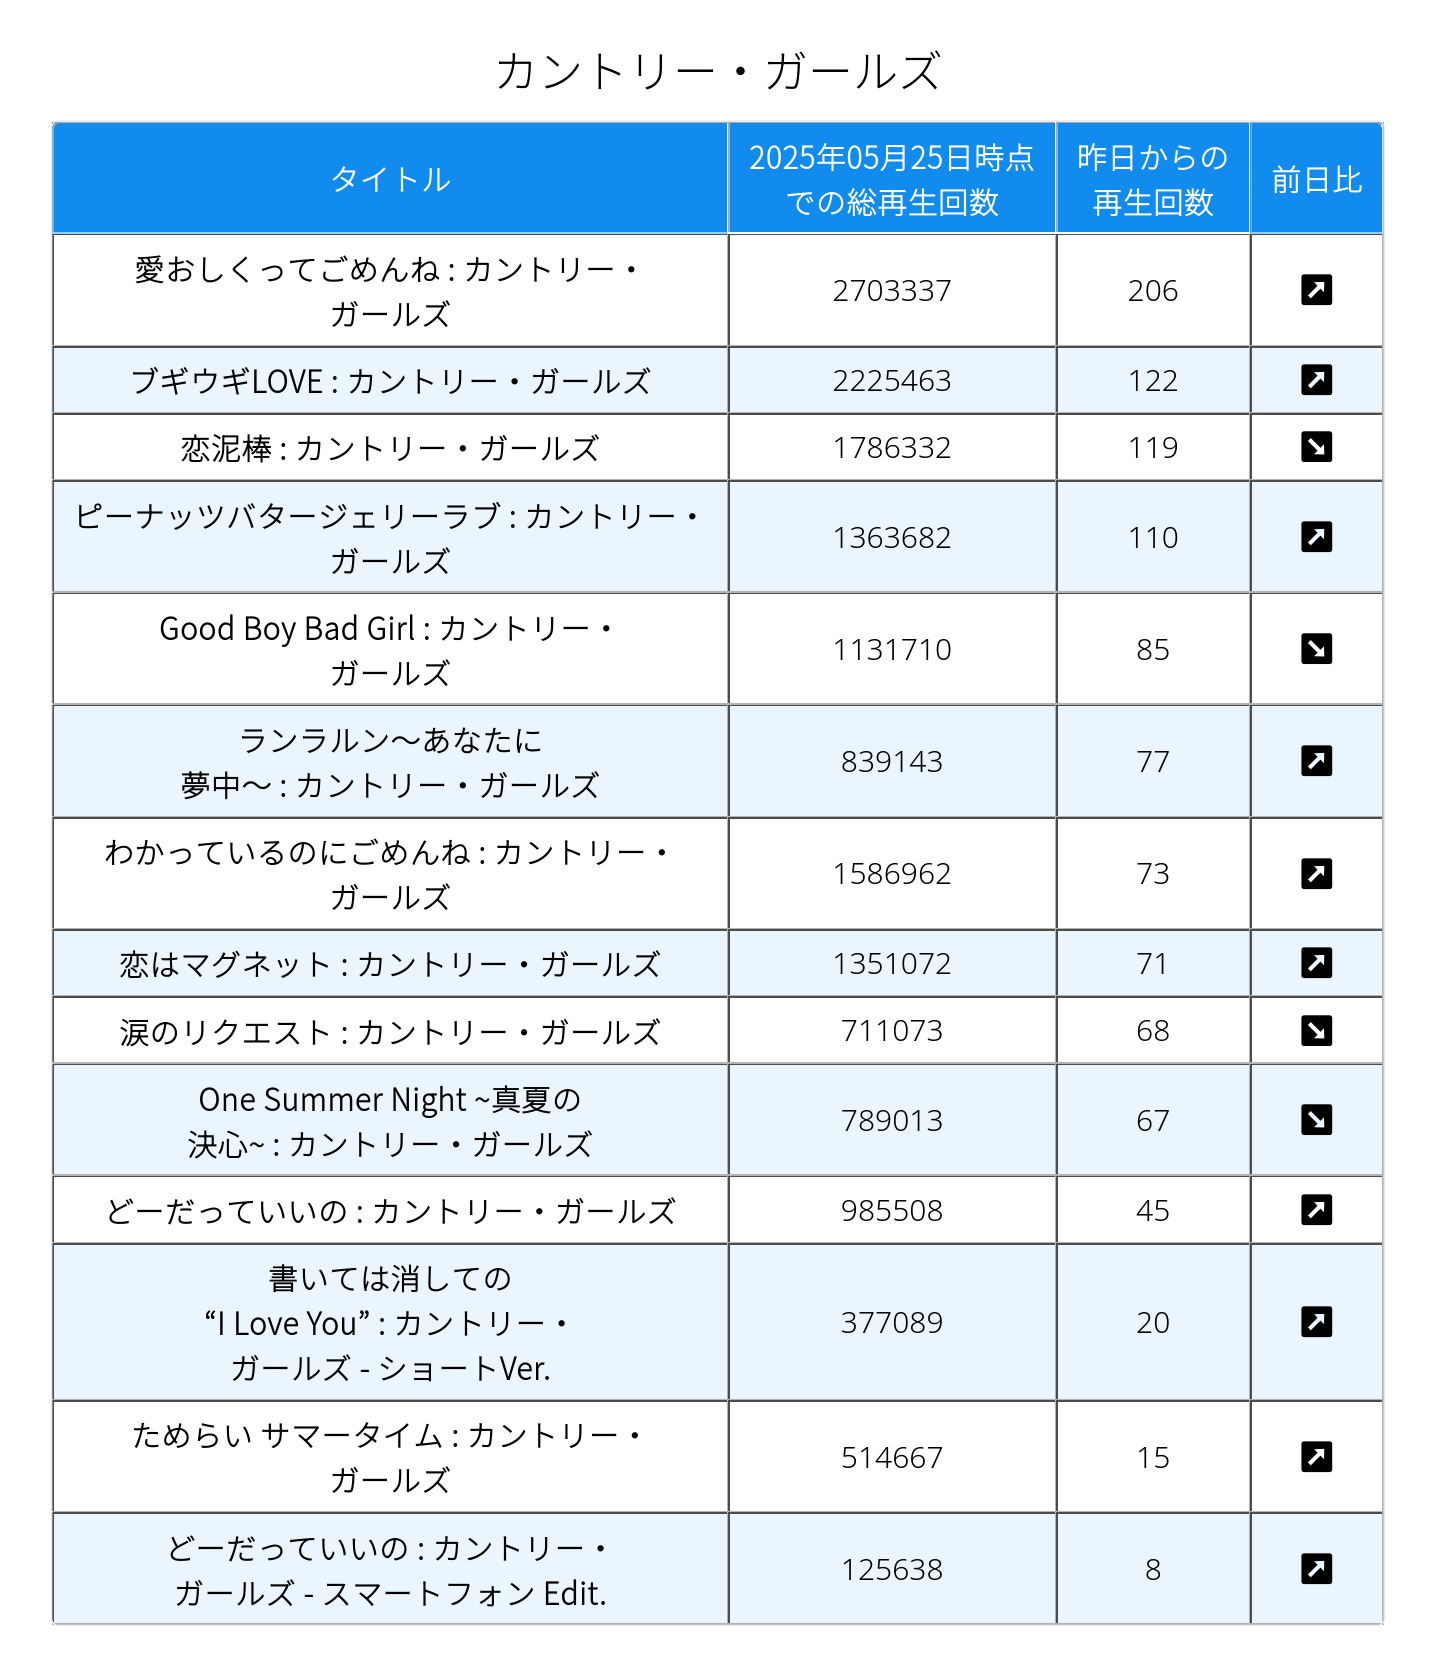 カントリー・ガールズ
タイトル
2025年05月25日時点
での総再生回数
昨日からの
再生回数
前日比
愛おしくってごめんね : カントリー・
ガールズ
2703337
206
ブギウギLOVE : カントリー・ガールズ
2225463
122
恋泥棒 : カントリー・ガールズ
1786332
119
ピーナッツバタージェリーラブ : カントリー・
ガールズ
1363682
110
Good Boy Bad Girl : カントリー・
ガールズ
1131710
85
ランラルン〜あなたに
夢中〜 : カントリー・ガールズ
839143
77
わかっているのにごめんね : カントリー・
ガールズ
1586962
73
恋はマグネット : カントリー・ガールズ
1351072
71
涙のリクエスト : カントリー・ガールズ
711073
68
One Summer Night ~真夏の
決心~ : カントリー・ガールズ
789013
67
どーだっていいの : カントリー・ガールズ
985508
45
書いては消しての
“I Love You” : カントリー・
ガールズ - ショートVer.
377089
20
ためらい サマータイム : カントリー・
ガールズ
514667
15
どーだっていいの : カントリー・
ガールズ - スマートフォン Edit.
125638
8